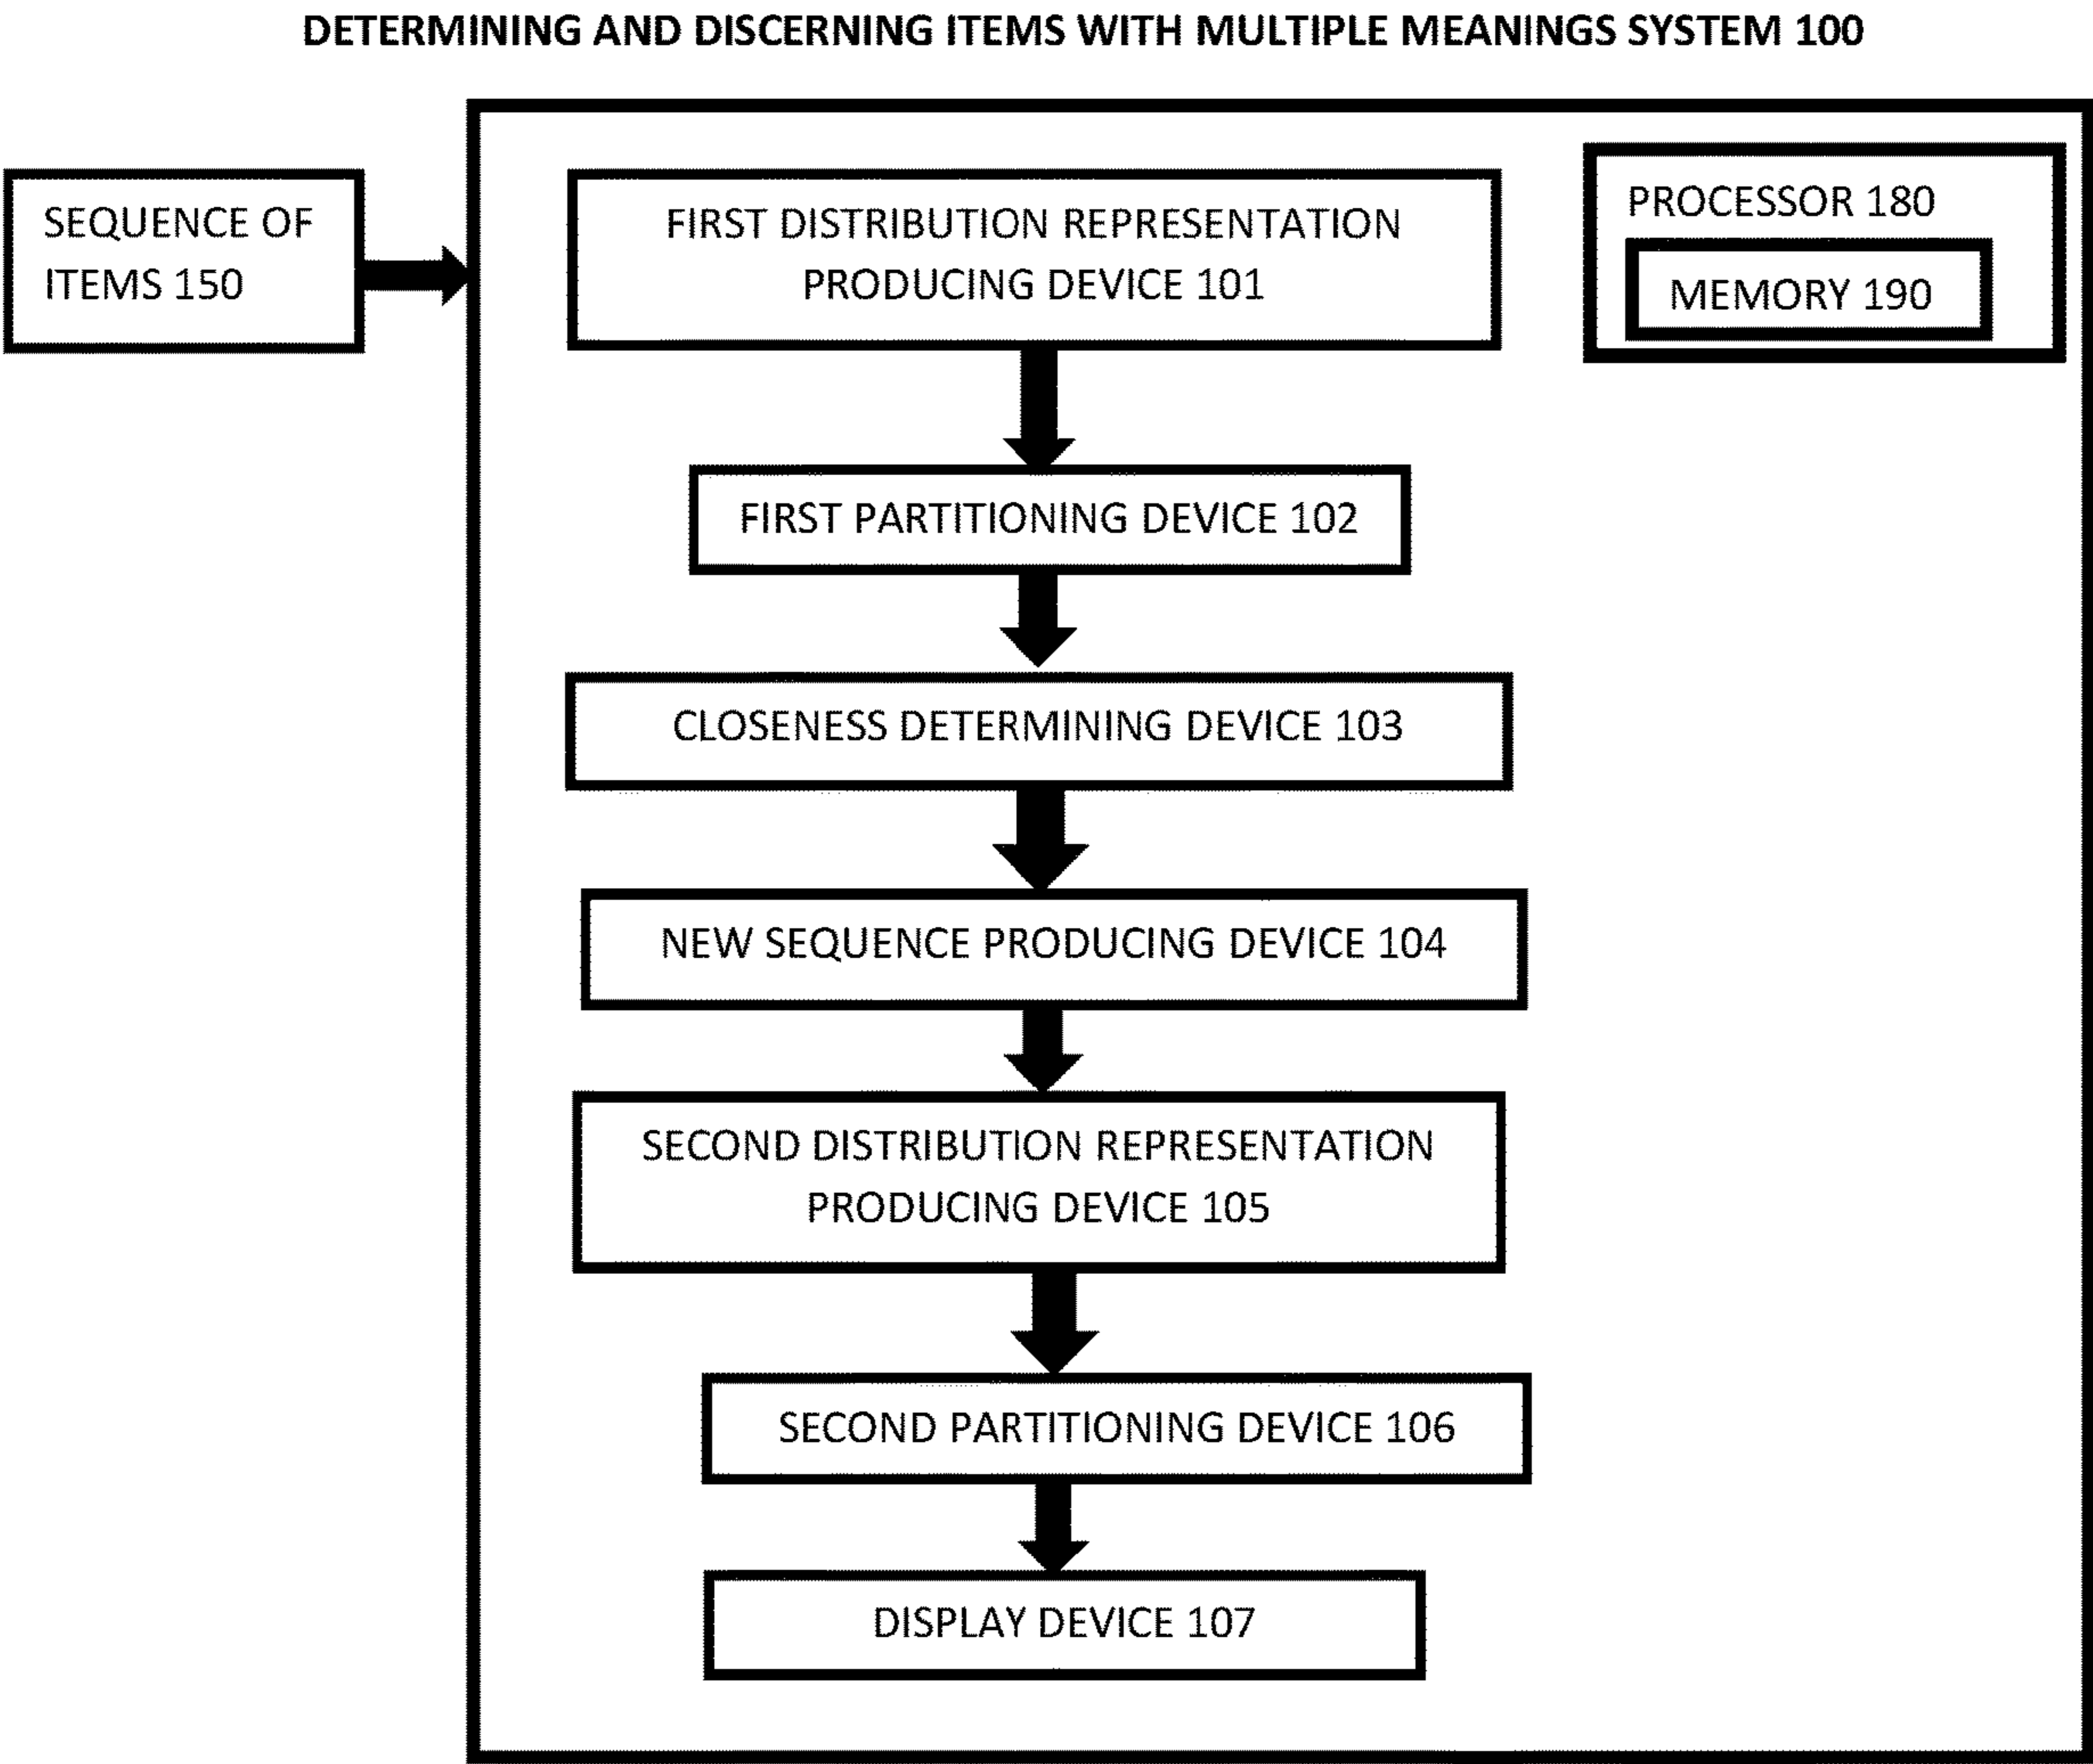 DETERMINING AND DISCERNING ITEMS WITH MULTIPLE MEANINGS SYSTEM 100
SEQUENCE OF
ITEMS 150
FIRST DISTRIBUTION REPRESENTATION
PRODUCING DEVICE 101
PROCESSOR 180
MEMORY 190
FIRST PARTITIONING DEVICE 102
CLOSENESS DETERMINING DEVICE 103
NEW SEQUENCE PRODUCING DEVICE 104
SECOND DISTRIBUTION REPRESENTATION
PRODUCING DEVICE 105
SECOND PARTITIONING DEVICE 106
DISPLAY DEVICE 107